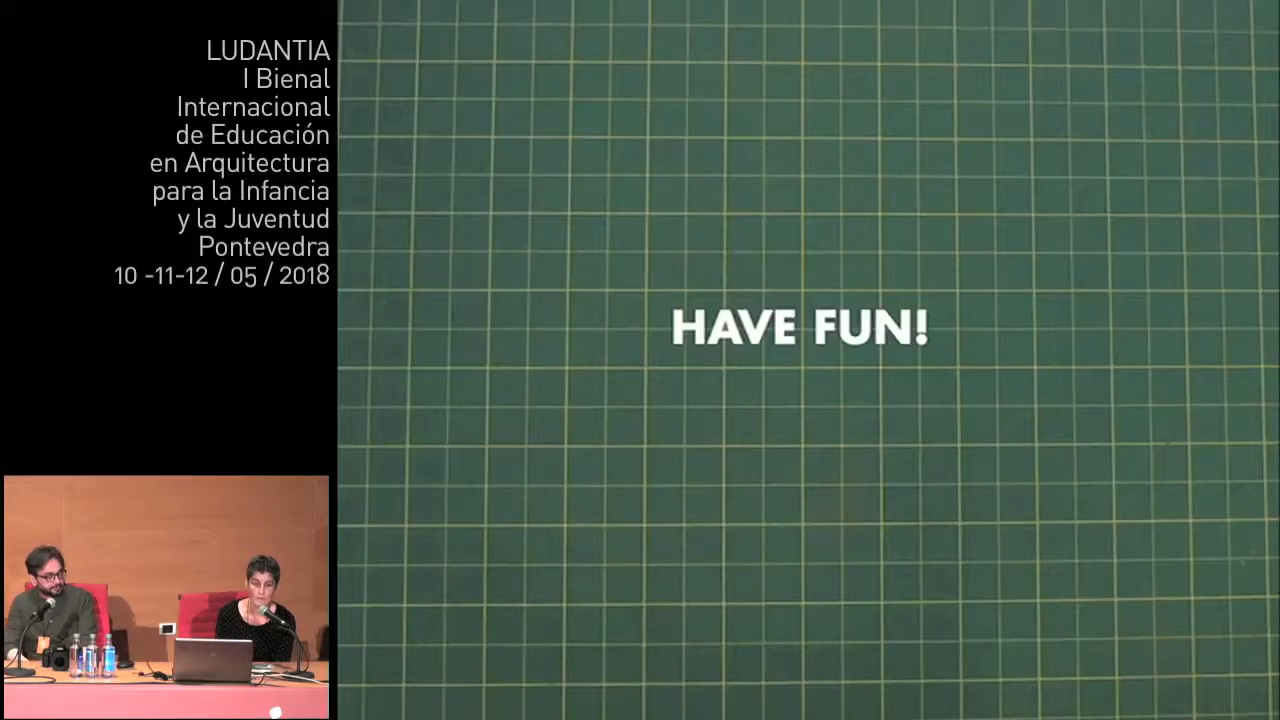 LUDANTIA
I Bienal
Internacional
de Educación
en Arquitectura
para la Infancia
y la Juventud
Pontevedra
10 -11-12 / 05 / 2018
HAVE FUN!